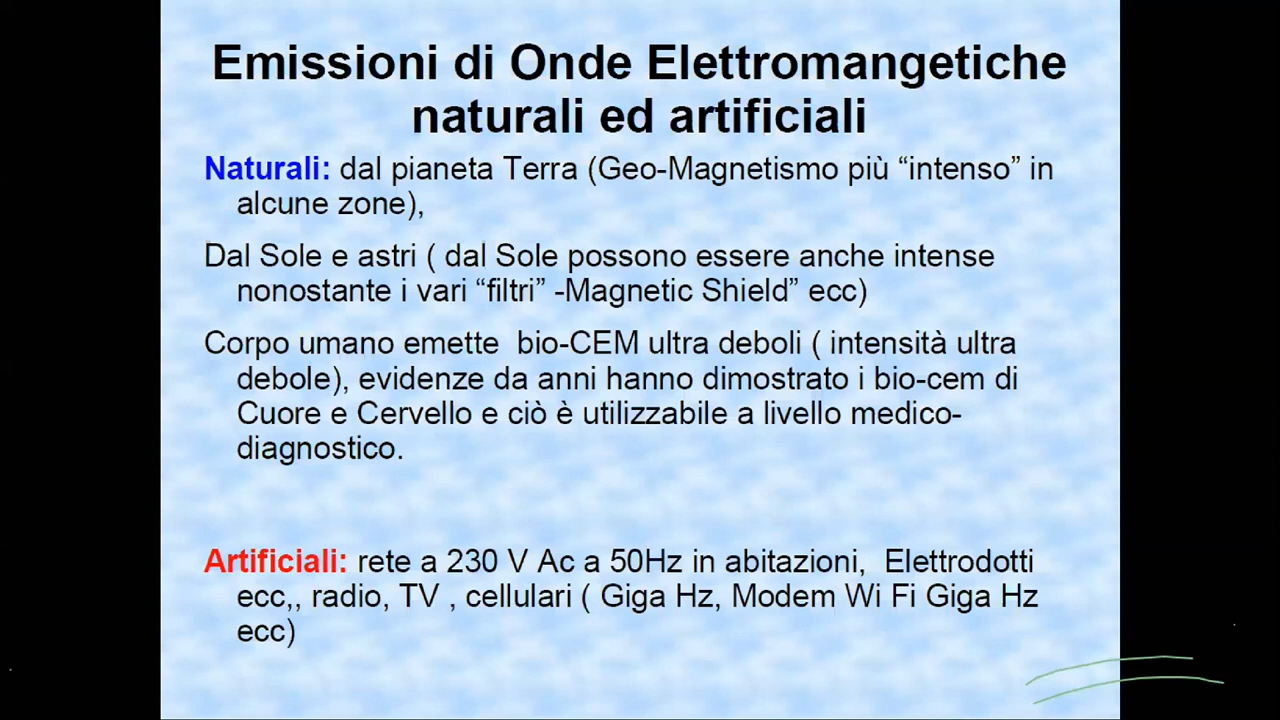 Emissioni di Onde Elettromangetiche
naturali ed artificiali
Naturali: dal pianeta Terra (Geo-Magnetismo più “intenso” in
alcune zone),
Dal Sole e astri ( dal Sole possono essere anche intense
nonostante i vari “filtri” -Magnetic Shield” ecc)
Corpo umano emette  bio-CEM ultra deboli ( intensità ultra
debole), evidenze da anni hanno dimostrato i bio-cem di
Cuore e Cervello e ciò è utilizzabile a livello medico-
diagnostico.
Artificiali: rete a 230 V Ac a 50Hz in abitazioni,  Elettrodotti
ecc,, radio, TV , cellulari ( Giga Hz, Modem Wi Fi Giga Hz
ecc)